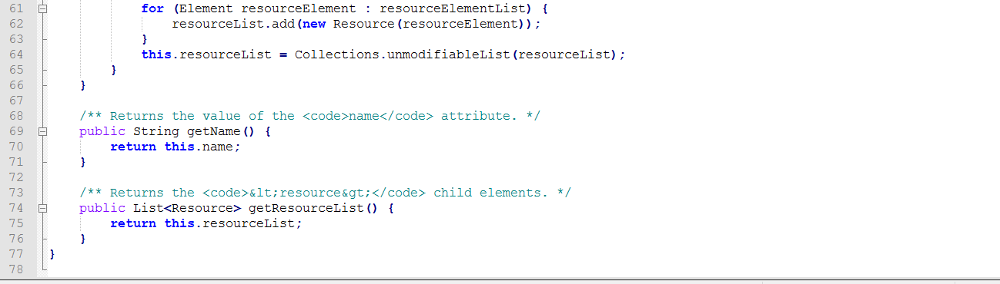 61 for (Element resourceElement : resourceElementList) {
62 resourceList.add(new Resource(resourceElement));
63 }
64 this.resourceList = Collections.unmodifiableList(resourceList);
65 }
66 }
67
68 /** Returns the value of the <code>name</code> attribute. */
69 public String getName() {
70 return this.name;
71 }
72
73 /** Returns the <code>&lt;resource&gt;</code> child elements. */
74 public List<Resource> getResourceList() {
75 return this.resourceList;
76 }
77 }
78